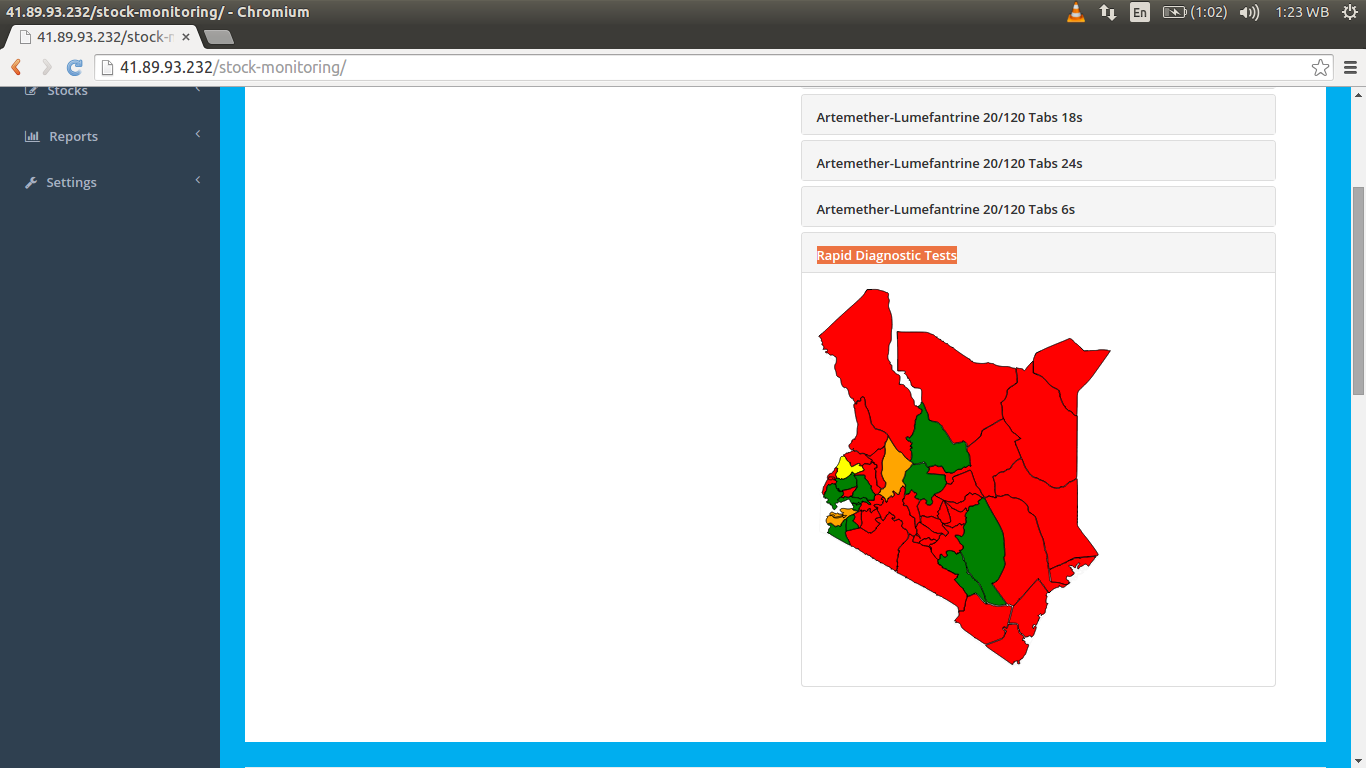 41.89.93.232/stock-monitoring/ - Chromium
En
(1:02)
1:23 WB
41.89.93.232/stock-r
41.89.93.232/stock-monitoring/
Stocks
Reports
Settings
Artemether-Lumefantrine 20/120 Tabs 18s
Artemether-Lumefantrine 20/120 Tabs 24s
Artemether-Lumefantrine 20/120 Tabs 6s
Rapid Diagnostic Tests